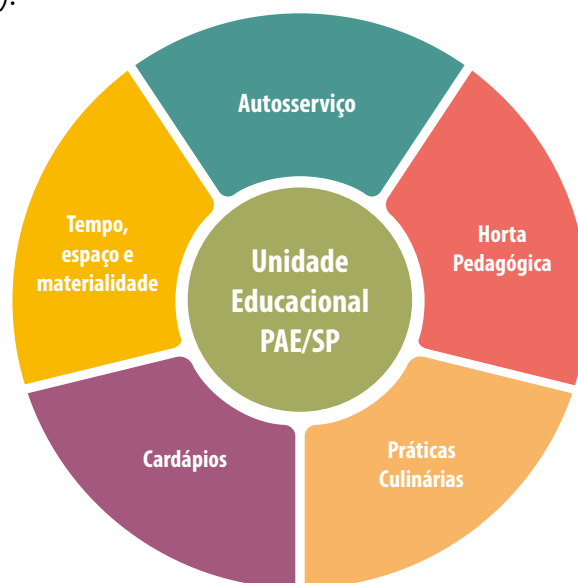 ).
Autosserviço
Horta
Pedagógica
Práticas
Culinárias
Cardápios
Tempo,
espaço e
materialidade
Unidade
Educacional
PAE/SP